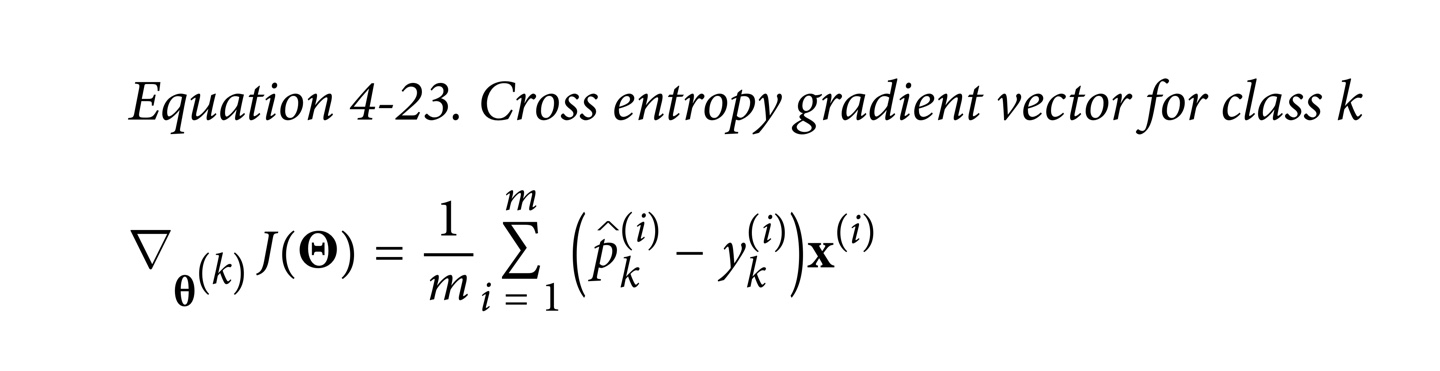 Equation 4-23. Cross entropy gradient vector for class k
∇_θ^(k) J(Θ) = 1/m ∑_{i = 1}^{m} (p̂_k^(i) − y_k^(i)) x^(i)